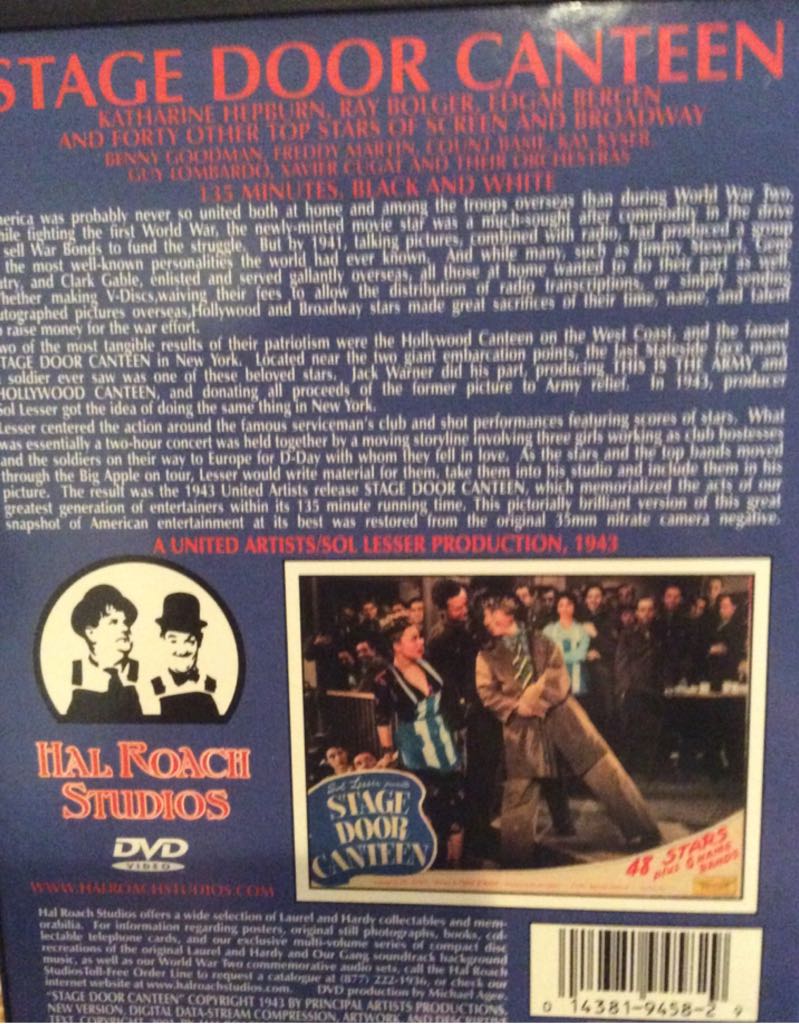 STAGE DOOR CANTEEN
KATHARINE HEPBURN, RAY BOLGER, EDGAR BERGEN
AND FORTY OTHER TOP STARS OF SCREEN AND BROADWAY
BENNY GOODMAN, FREDDY MARTIN, COUNT BASIE, KAY KYSER
GUY LOMBARDO, XAVIER CUGAT AND THEIR ORCHESTRAS
135 MINUTES, BLACK AND WHITE
erica was probably never so united both at home and among the troops overseas than during World War Two.
hile fighting the first World War, the newly-minted movie star was a much-sought after commodity in the drive
sell War Bonds to fund the struggle. But by 1941, talking pictures, combined with radio, had produced a group
the most well-known personalities the world had ever known. And while many, such as Jimmy Stewart, Gene
try, and Clark Gable, enlisted and served gallantly overseas, all those at home wanted to do their part as well.
hether making V-Discs,waiving their fees to allow the distribution of radio transcriptions, or simply sending
utographed pictures overseas,Hollywood and Broadway stars made great sacrifices of their time, name, and talent
raise money for the war effort.
wo of the most tangible results of their patriotism were the Hollywood Canteen on the West Coast, and the famed
TAGE DOOR CANTEEN in New York. Located near the two giant embarcation points, the last Stateside face many
soldier ever saw was one of these beloved stars. Jack Warner did his part, producing THIS IS THE ARMY and
HOLLYWOOD CANTEEN, and donating all proceeds of the former picture to Army relief. In 1943, producer
Sol Lesser got the idea of doing the same thing in New York.
Lesser centered the action around the famous serviceman's club and shot performances featuring scores of stars. What
was essentially a two-hour concert was held together by a moving storyline involving three girls working as club hostesses
and the soldiers on their way to Europe for D-Day with whom they fell in love. As the stars and the top bands moved
through the Big Apple on tour, Lesser would write material for them, take them into his studio and include them in his
picture. The result was the 1943 United Artists release STAGE DOOR CANTEEN, which memorialized the acts of our
greatest generation of entertainers within its 135 minute running time. This pictorially brilliant version of this great
snapshot of American entertainment at its best was restored from the original 35mm nitrate camera negative.
A UNITED ARTISTS/SOL LESSER PRODUCTION, 1943
Sol Lesser presents
STAGE
DOOR
CANTEEN
48 STARS
PLUS 6 NAME
BANDS
HAL ROACH
STUDIOS
DVD
VIDEO
WWW.HALROACHSTUDIOS.COM
Hal Roach Studios offers a wide selection of Laurel and Hardy collectables and mem-
orabilia. For information regarding posters, original still photographs, books, col-
lectable telephone cards, and our exclusive multi-volume series of compact disc
recreations of the original Laurel and Hardy and Our Gang soundtrack background
music, as well as our World War Two commemorative audio sets, call the Hal Roach
Studios Toll-Free Order Line to request a catalogue at (877) 222-1936, or check our
internet website at www.halroachstudios.com. DVD production by Michael Agee.
"STAGE DOOR CANTEEN" COPYRIGHT 1943 BY PRINCIPAL ARTISTS PRODUCTIONS.
NEW VERSION, DIGITAL DATA-STREAM COMPRESSION, ARTWORK, AND DESCRIPTIVE
TEXT, COPYRIGHT
0 14381-9458-2 9